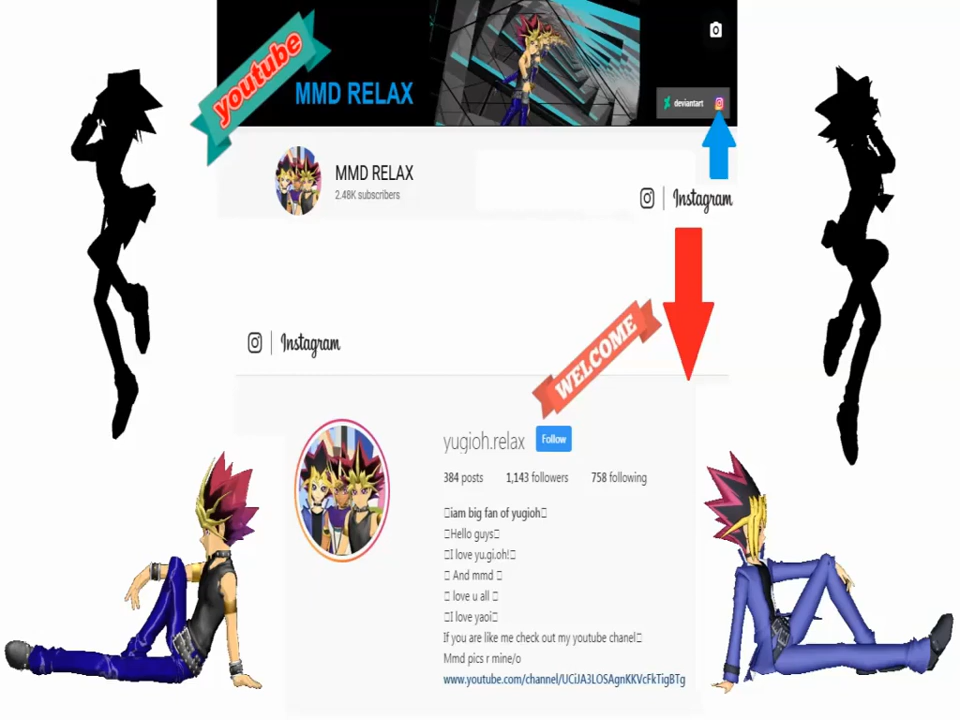 youtube
MMD RELAX
deviantart
MMD RELAX
2.48K subscribers
Instagram
Instagram
WELCOME
yugioh.relax Follow
384 posts 1,143 followers 758 following
iam big fan of yugioh
Hello guys
I love yu.gi.oh!
And mmd
love u all
I love yaoi
If you are like me check out my youtube chanel
Mmd pics r mine/o
www.youtube.com/channel/UCiJA3LOSAgnKKVcFkTigBTg